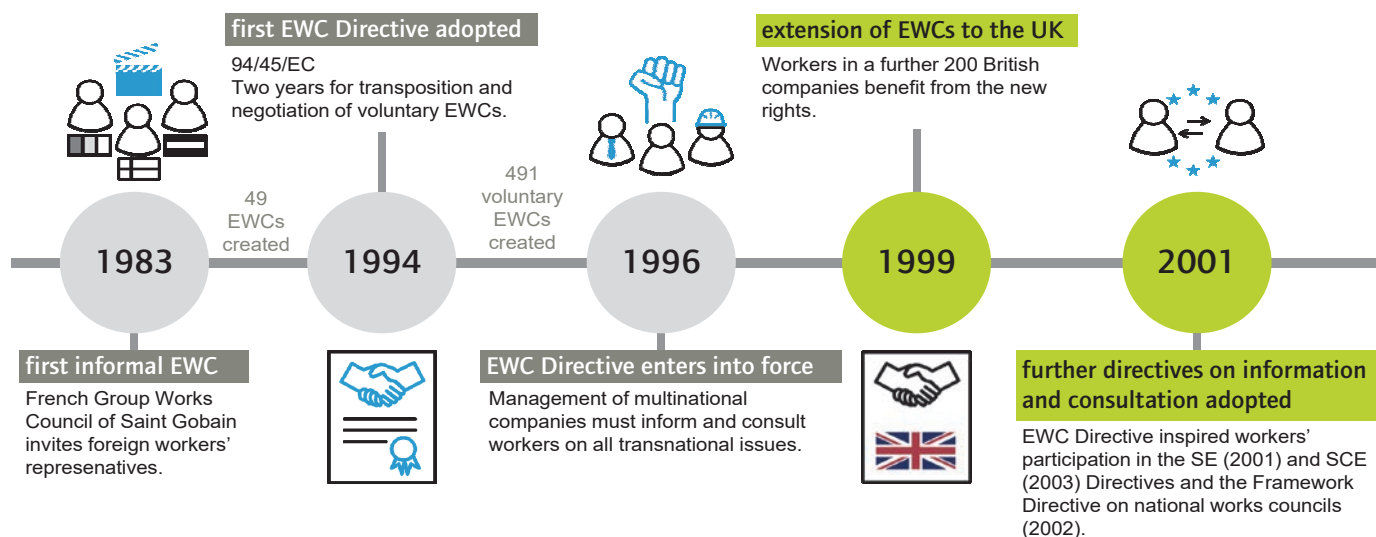 first EWC Directive adopted
94/45/EC
Two years for transposition and
negotiation of voluntary EWCs.
extension of EWCs to the UK
Workers in a further 200 British
companies benefit from the new
rights.
49
EWCs
created
491
voluntary
EWCs
created
1983
1994
1996
1999
2001
first informal EWC
French Group Works
Council of Saint Gobain
invites foreign workers'
represenatives.
EWC Directive enters into force
Management of multinational
companies must inform and consult
workers on all transnational issues.
further directives on information
and consultation adopted
EWC Directive inspired workers'
participation in the SE (2001) and SCE
(2003) Directives and the Framework
Directive on national works councils
(2002).